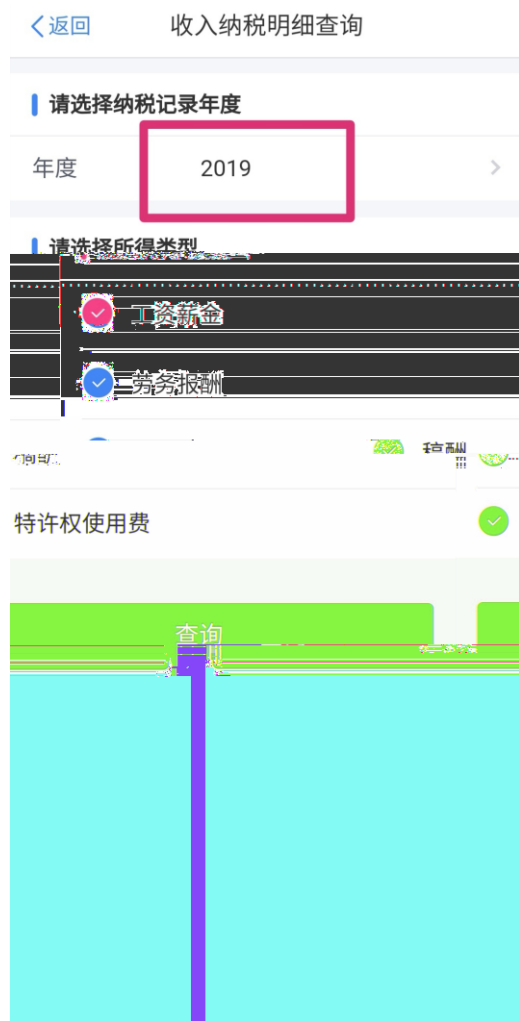 返回 收入纳税明细查询
请选择纳税记录年度
年度 2019
请选择所得类型
工资薪金
劳务报酬
稿酬
特许权使用费
查询